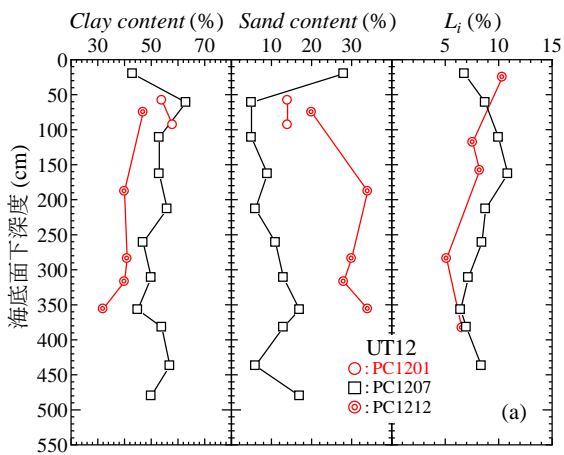 Clay content (%) Sand content (%) Li (%)
30 50 70 10 20 30 5 10 15
0
50
100
150
200
250
300
350
400
450
500
550
海底面下深度 (cm)
UT12
○ : PC1201
□ : PC1207
◎ : PC1212
(a)